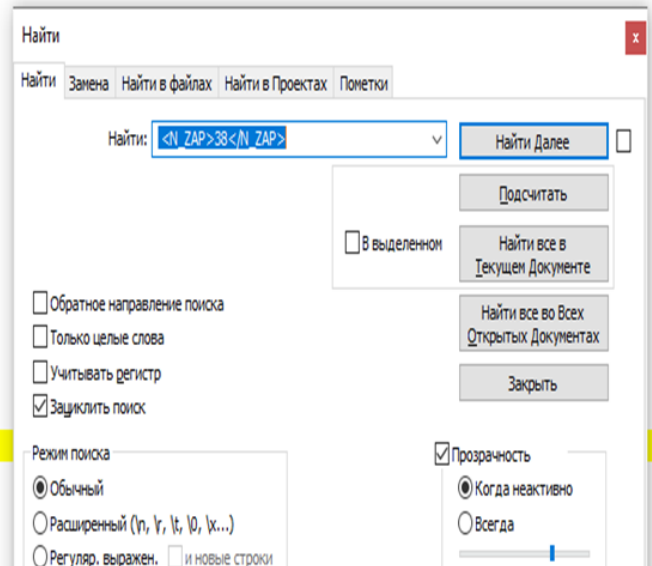 Найти
x
Найти Замена Найти в файлах Найти в Проектах Пометки
Найти: <N_ZAP>38</N_ZAP> Найти Далее
Подсчитать
В выделенном
Найти все в
Текущем Документе
Обратное направление поиска
Найти все во Всех
Открытых Документах
Только целые слова
Учитывать регистр
Закрыть
Зациклить поиск
Режим поиска
Прозрачность
Обычный
Когда неактивно
Расширенный (\n, \r, \t, \0, \x...)
Всегда
Регуляр. выражен. и новые строки